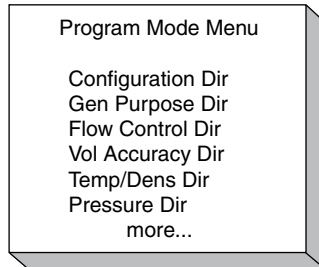 Program Mode Menu
Configuration Dir
Gen Purpose Dir
Flow Control Dir
Vol Accuracy Dir
Temp/Dens Dir
Pressure Dir
more...